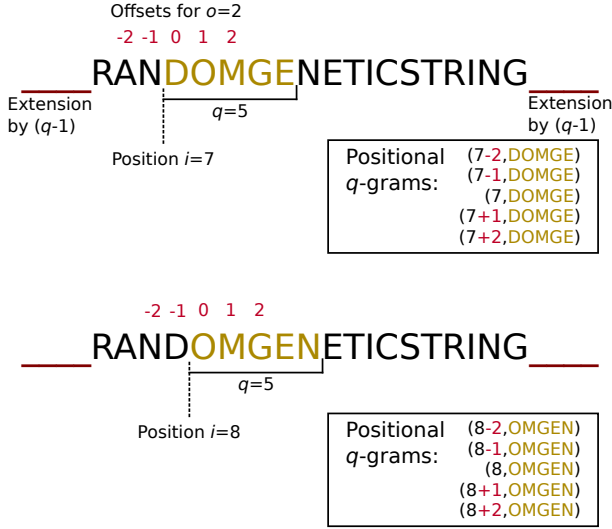 Offsets for o=2
-2 -1 0 1 2
RANDOMGENETICSTRING
Extension
by (q-1)
q=5
Extension
by (q-1)
Position i=7
Positional
q-grams:
(7-2,DOMGE)
(7-1,DOMGE)
(7,DOMGE)
(7+1,DOMGE)
(7+2,DOMGE)
-2 -1 0 1 2
RANDOMGENETICSTRING
q=5
Position i=8
Positional
q-grams:
(8-2,OMGEN)
(8-1,OMGEN)
(8,OMGEN)
(8+1,OMGEN)
(8+2,OMGEN)